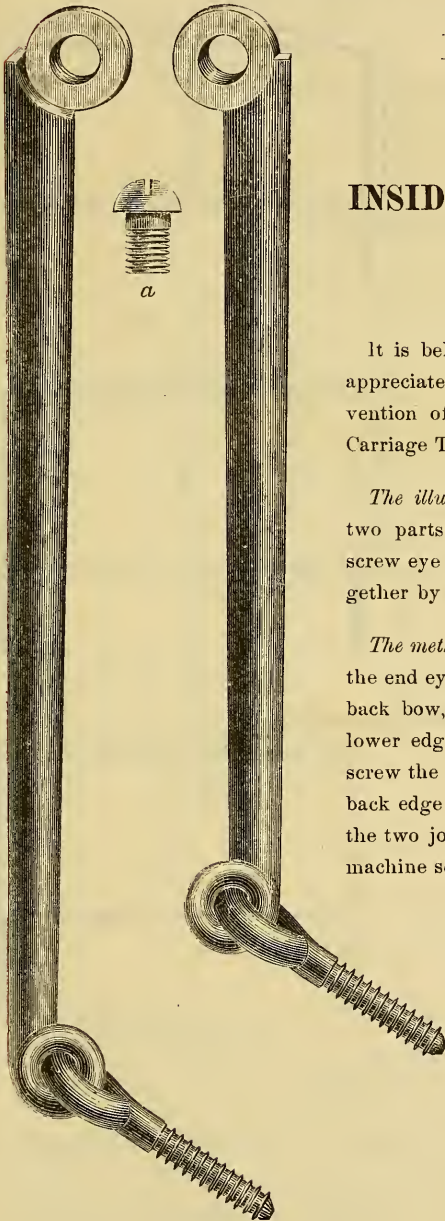 a
INSID
It is bel
appreciate
vention of
Carriage T
The illu
two parts
screw eye
gether by
The met
the end ey
back bow,
lower edg
screw the
back edge
the two jo
machine s